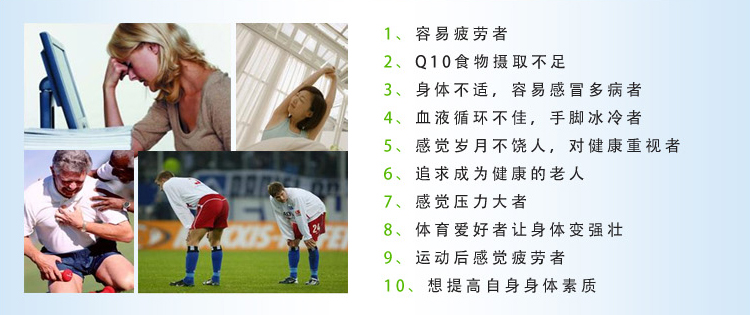 1、容易疲劳者
2、Q10食物摄取不足
3、身体不适，容易感冒多病者
4、血液循环不佳，手脚冰冷者
5、感觉岁月不饶人，对健康重视者
6、追求成为健康的老人
7、感觉压力大者
8、体育爱好者让身体变强壮
9、运动后感觉疲劳者
10、想提高自身身体素质
24